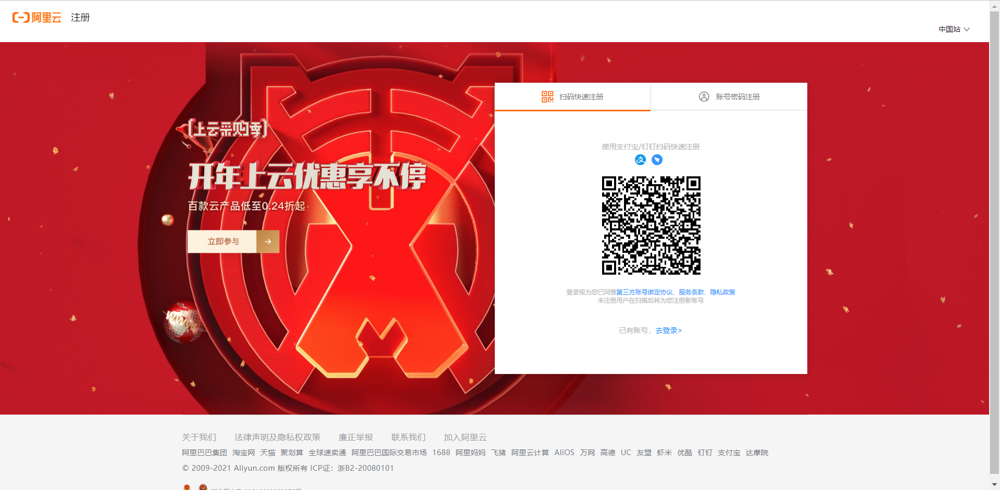 阿里云 注册
中国站
扫码快速注册
账号密码注册
[上云采购季]
开年上云优惠享不停
百款云产品低至0.24折起
立即参与
使用支付宝/钉钉扫码快速注册
登录视为您已同意第三方账号绑定协议、服务条款、隐私政策
未注册用户在扫描后将为您注册新账号
已有账号，去登录>
关于我们 法律声明及隐私权政策 廉正举报 联系我们 加入阿里云
阿里巴巴集团 淘宝网 天猫 聚划算 全球速卖通 阿里巴巴国际交易市场 1688 阿里妈妈 飞猪 阿里云计算 AliOS 万网 高德 UC 友盟 虾米 优酷 钉钉 支付宝 达摩院
© 2009-2021 Aliyun.com 版权所有 ICP证：浙B2-20080101